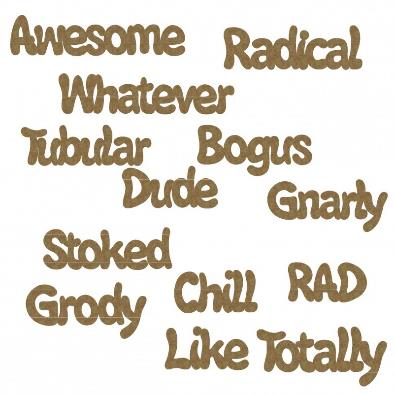 Awesome
Radical
Whatever
Tubular
Bogus
Dude
Gnarly
Stoked
Chill
RAD
Grody
Like Totally